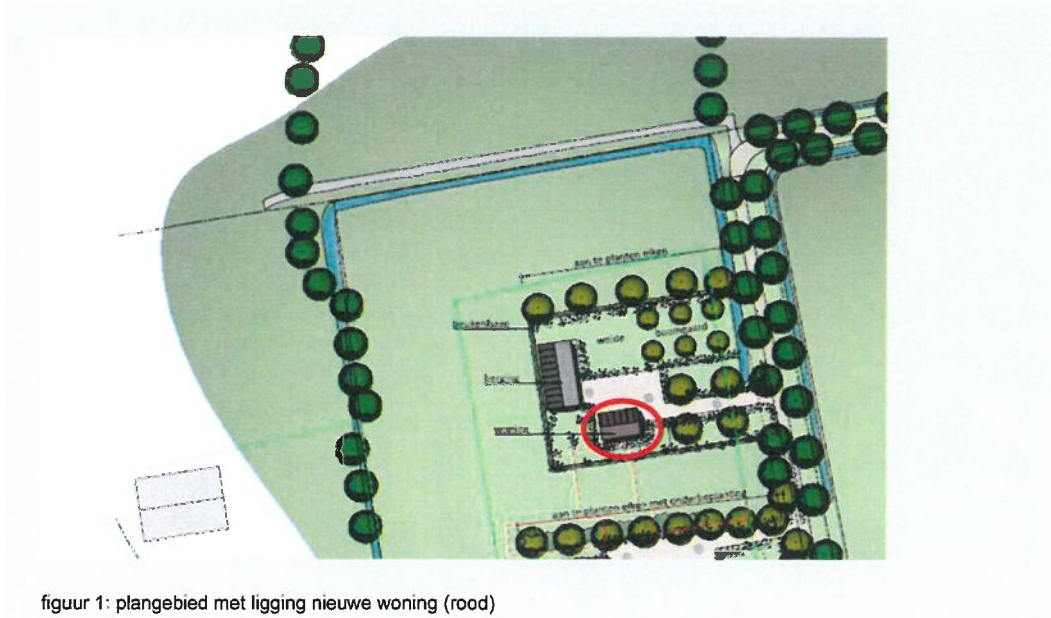 aan te planten eiken
beukenhaag
weide
boomgaard
berging
woning
aan te planten eiken met onderbeplanting
figuur 1: plangebied met ligging nieuwe woning (rood)